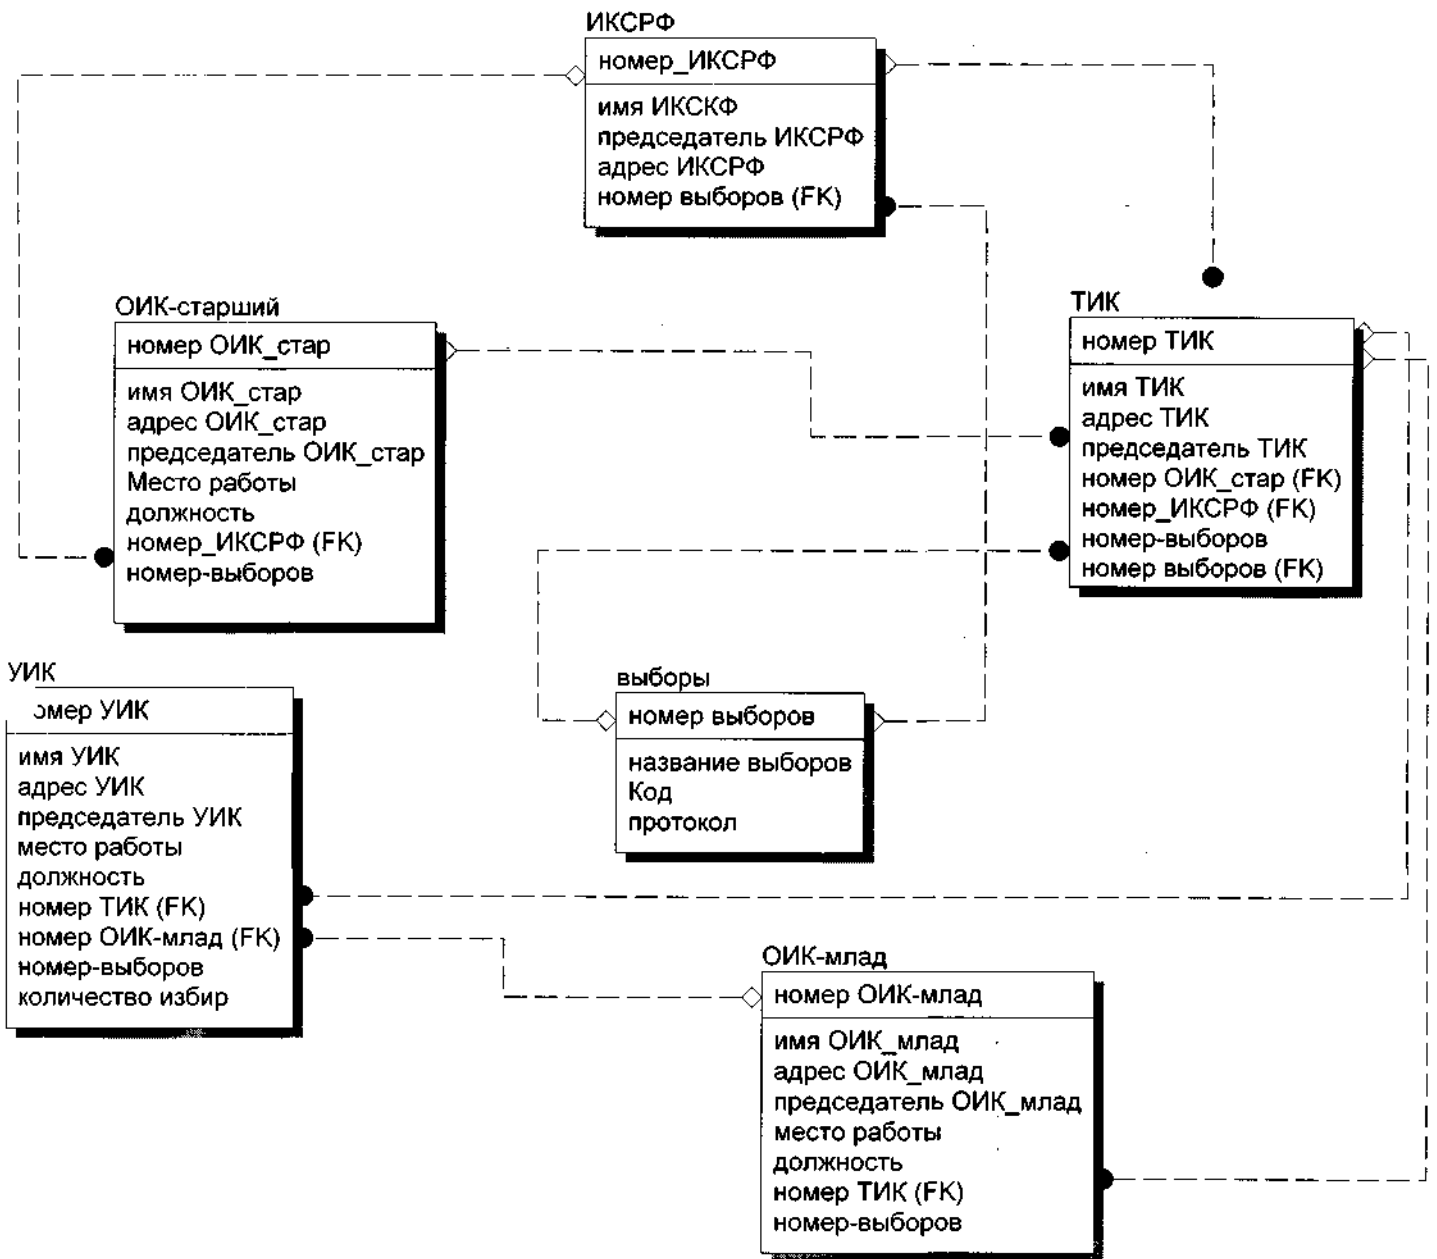 ИКСРФ
номер_ИКСРФ
имя ИКСКФ
председатель ИКСРФ
адрес ИКСРФ
номер выборов (FK)
ОИК-старший
номер ОИК_стар
имя ОИК_стар
адрес ОИК_стар
председатель ОИК_стар
Место работы
должность
номер_ИКСРФ (FK)
номер-выборов
ТИК
номер ТИК
имя ТИК
адрес ТИК
председатель ТИК
номер ОИК_стар (FK)
номер_ИКСРФ (FK)
номер-выборов
номер выборов (FK)
УИК
омер УИК
имя УИК
адрес УИК
председатель УИК
место работы
должность
номер ТИК (FK)
номер ОИК-млад (FK)
номер-выборов
количество избир
выборы
номер выборов
название выборов
Код
протокол
ОИК-млад
номер ОИК-млад
имя ОИК_млад
адрес ОИК_млад
председатель ОИК_млад
место работы
должность
номер ТИК (FK)
номер-выборов